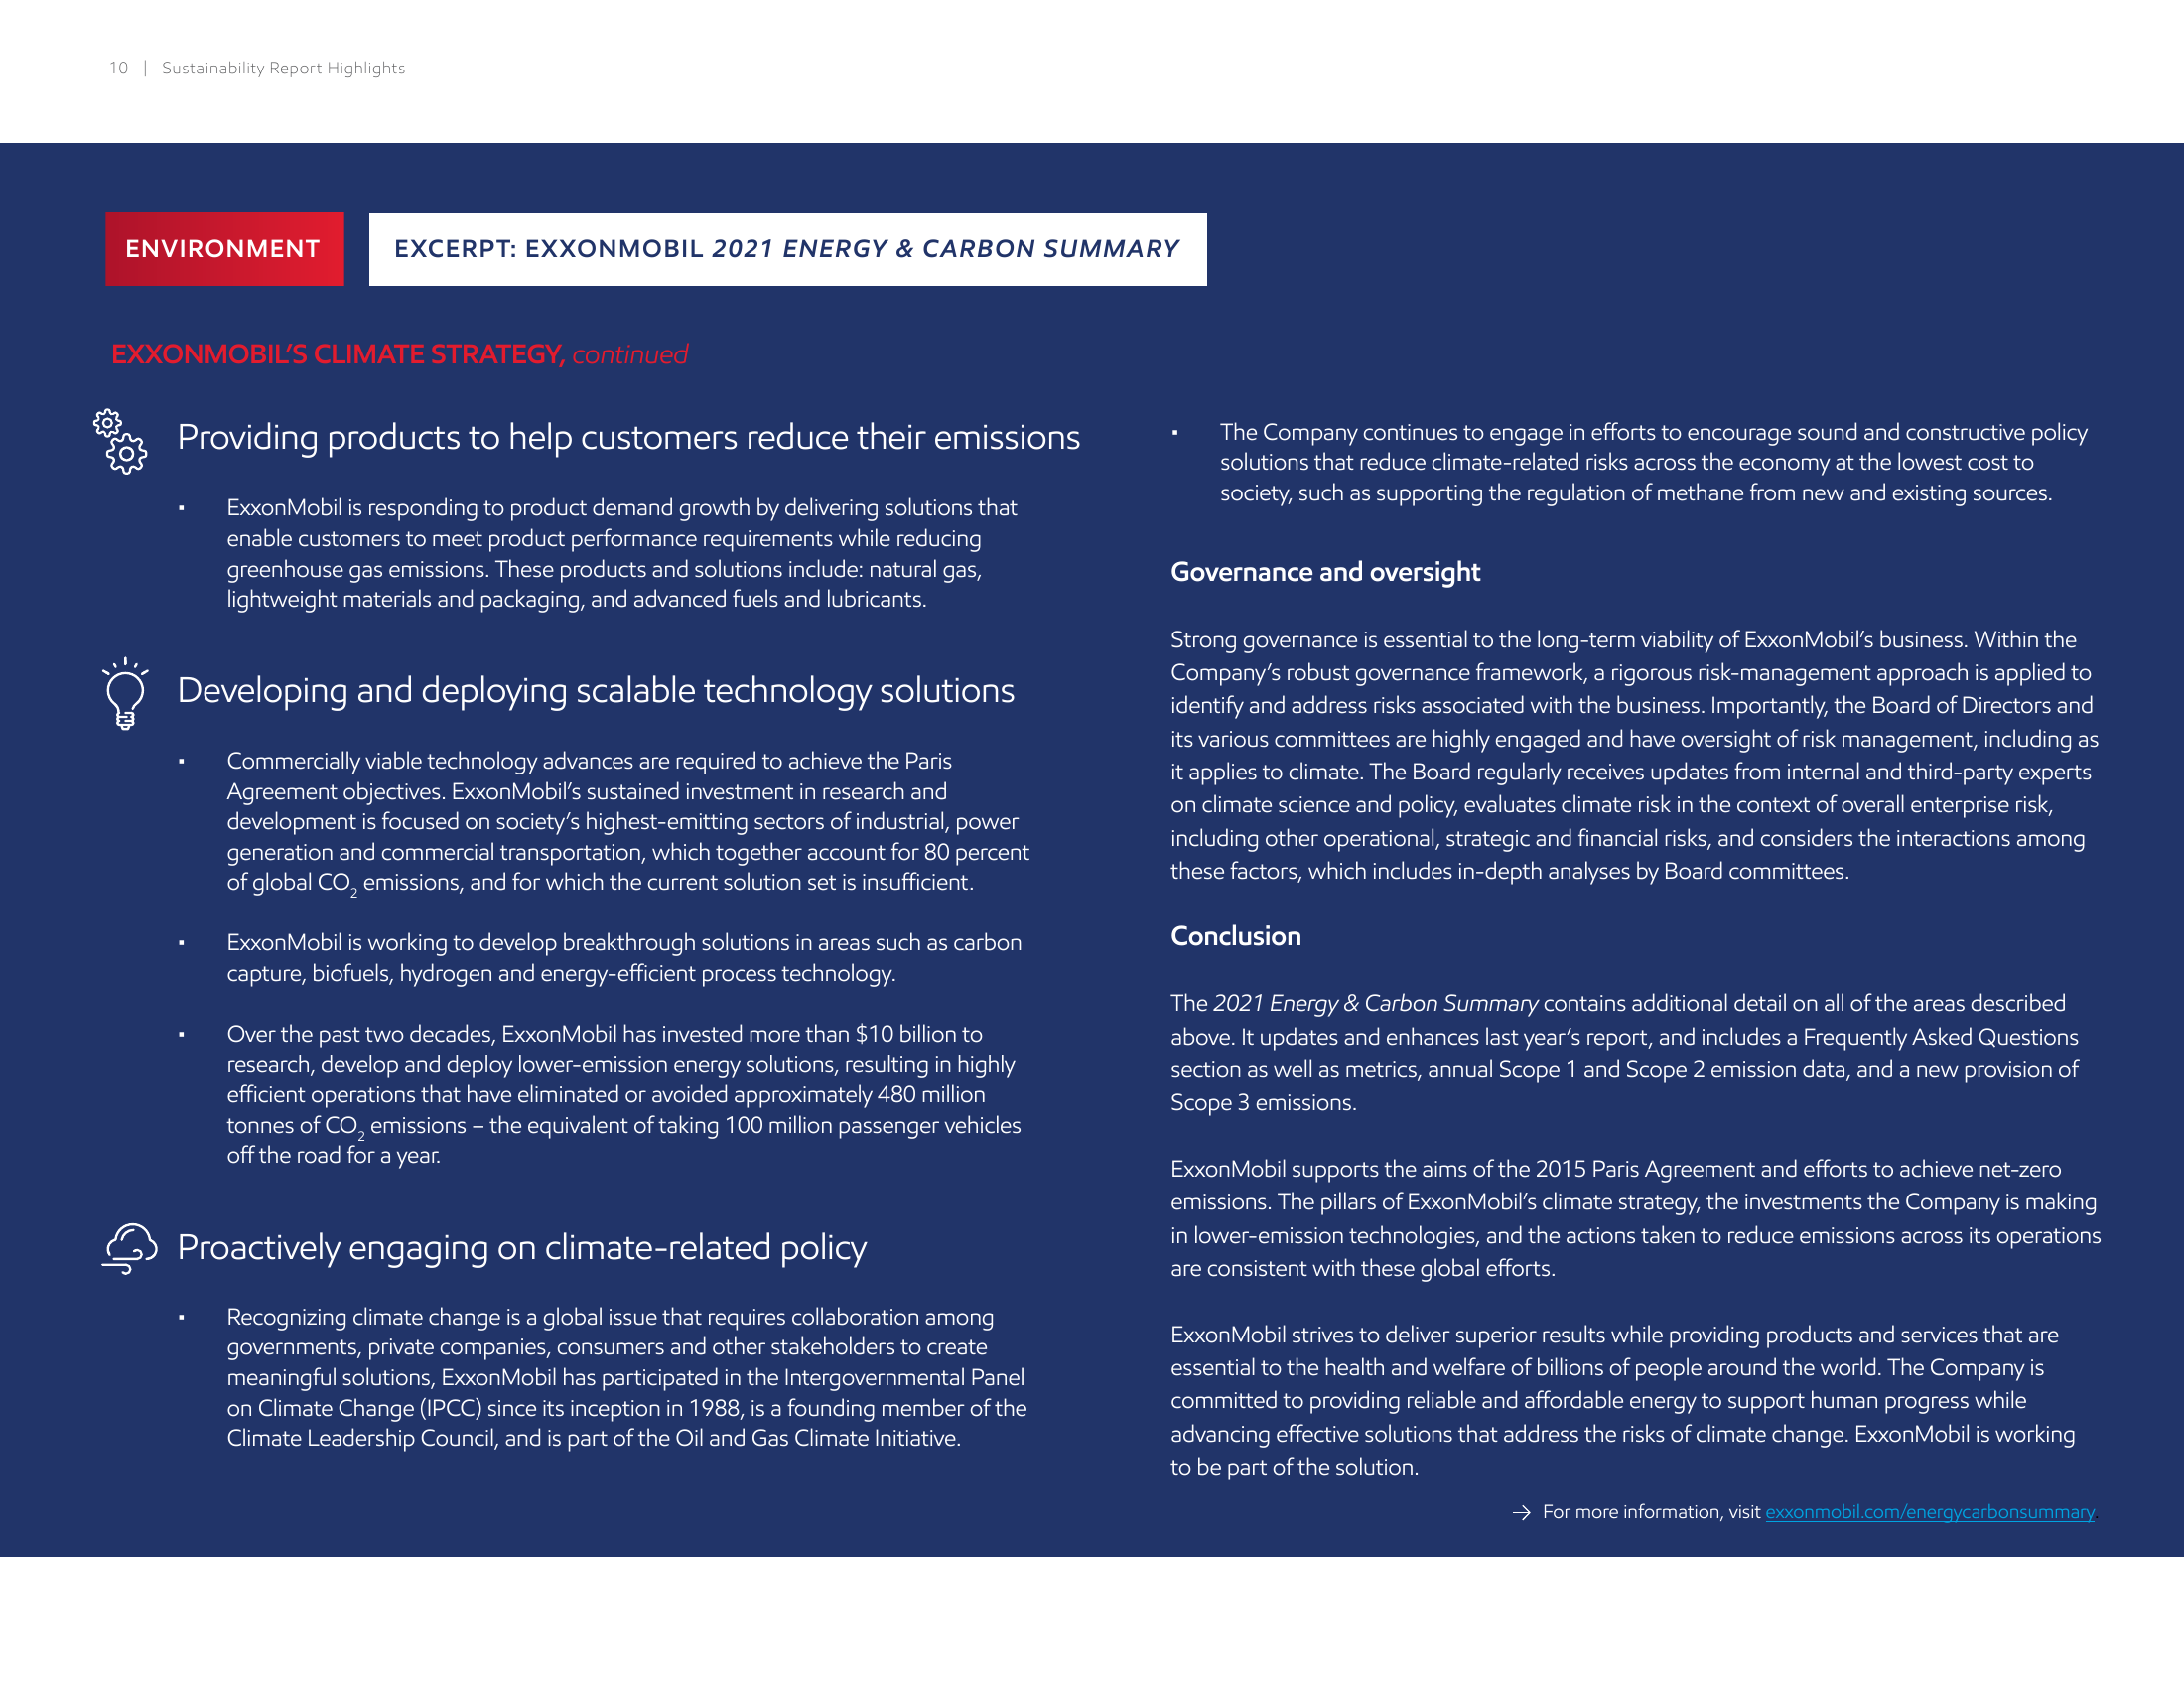 10 | Sustainability Report Highlights
ENVIRONMENT
EXCERPT: EXXONMOBIL 2021 ENERGY & CARBON SUMMARY
EXXONMOBIL’S CLIMATE STRATEGY, continued
Providing products to help customers reduce their emissions
• ExxonMobil is responding to product demand growth by delivering solutions that
enable customers to meet product performance requirements while reducing
greenhouse gas emissions. These products and solutions include: natural gas,
lightweight materials and packaging, and advanced fuels and lubricants.
Developing and deploying scalable technology solutions
• Commercially viable technology advances are required to achieve the Paris
Agreement objectives. ExxonMobil’s sustained investment in research and
development is focused on society’s highest-emitting sectors of industrial, power
generation and commercial transportation, which together account for 80 percent
of global CO2 emissions, and for which the current solution set is insufficient.
• ExxonMobil is working to develop breakthrough solutions in areas such as carbon
capture, biofuels, hydrogen and energy-efficient process technology.
• Over the past two decades, ExxonMobil has invested more than $10 billion to
research, develop and deploy lower-emission energy solutions, resulting in highly
efficient operations that have eliminated or avoided approximately 480 million
tonnes of CO2 emissions – the equivalent of taking 100 million passenger vehicles
off the road for a year.
Proactively engaging on climate-related policy
• Recognizing climate change is a global issue that requires collaboration among
governments, private companies, consumers and other stakeholders to create
meaningful solutions, ExxonMobil has participated in the Intergovernmental Panel
on Climate Change (IPCC) since its inception in 1988, is a founding member of the
Climate Leadership Council, and is part of the Oil and Gas Climate Initiative.
• The Company continues to engage in efforts to encourage sound and constructive policy
solutions that reduce climate-related risks across the economy at the lowest cost to
society, such as supporting the regulation of methane from new and existing sources.
Governance and oversight
Strong governance is essential to the long-term viability of ExxonMobil’s business. Within the
Company’s robust governance framework, a rigorous risk-management approach is applied to
identify and address risks associated with the business. Importantly, the Board of Directors and
its various committees are highly engaged and have oversight of risk management, including as
it applies to climate. The Board regularly receives updates from internal and third-party experts
on climate science and policy, evaluates climate risk in the context of overall enterprise risk,
including other operational, strategic and financial risks, and considers the interactions among
these factors, which includes in-depth analyses by Board committees.
Conclusion
The 2021 Energy & Carbon Summary contains additional detail on all of the areas described
above. It updates and enhances last year’s report, and includes a Frequently Asked Questions
section as well as metrics, annual Scope 1 and Scope 2 emission data, and a new provision of
Scope 3 emissions.
ExxonMobil supports the aims of the 2015 Paris Agreement and efforts to achieve net-zero
emissions. The pillars of ExxonMobil’s climate strategy, the investments the Company is making
in lower-emission technologies, and the actions taken to reduce emissions across its operations
are consistent with these global efforts.
ExxonMobil strives to deliver superior results while providing products and services that are
essential to the health and welfare of billions of people around the world. The Company is
committed to providing reliable and affordable energy to support human progress while
advancing effective solutions that address the risks of climate change. ExxonMobil is working
to be part of the solution.
→ For more information, visit exxonmobil.com/energycarbonsummary.